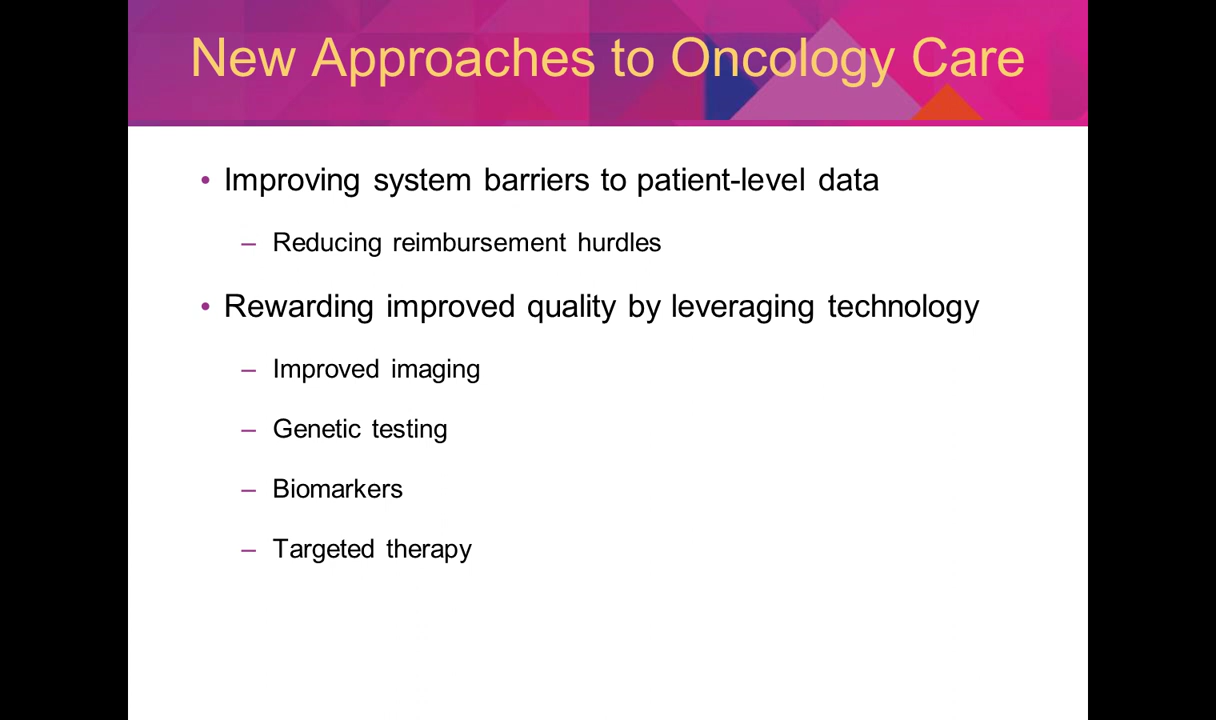 New Approaches to Oncology Care
• Improving system barriers to patient-level data
– Reducing reimbursement hurdles
• Rewarding improved quality by leveraging technology
– Improved imaging
– Genetic testing
– Biomarkers
– Targeted therapy